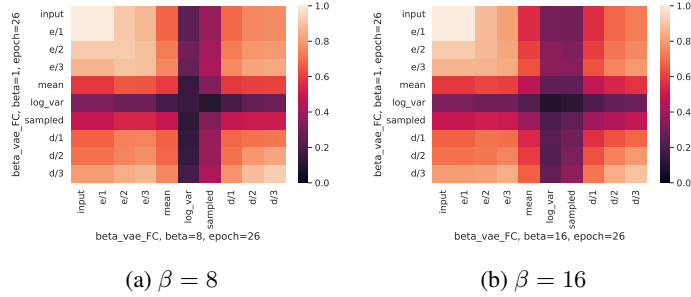 beta_vae_FC, beta=1, epoch=26
input
e/1
e/2
e/3
mean
log_var
sampled
d/1
d/2
d/3
input
e/1
e/2
e/3
mean
log_var
sampled
d/1
d/2
d/3
beta_vae_FC, beta=8, epoch=26
1.0
0.8
0.6
0.4
0.2
0.0
(a) β = 8
beta_vae_FC, beta=1, epoch=26
input
e/1
e/2
e/3
mean
log_var
sampled
d/1
d/2
d/3
input
e/1
e/2
e/3
mean
log_var
sampled
d/1
d/2
d/3
beta_vae_FC, beta=16, epoch=26
1.0
0.8
0.6
0.4
0.2
0.0
(b) β = 16